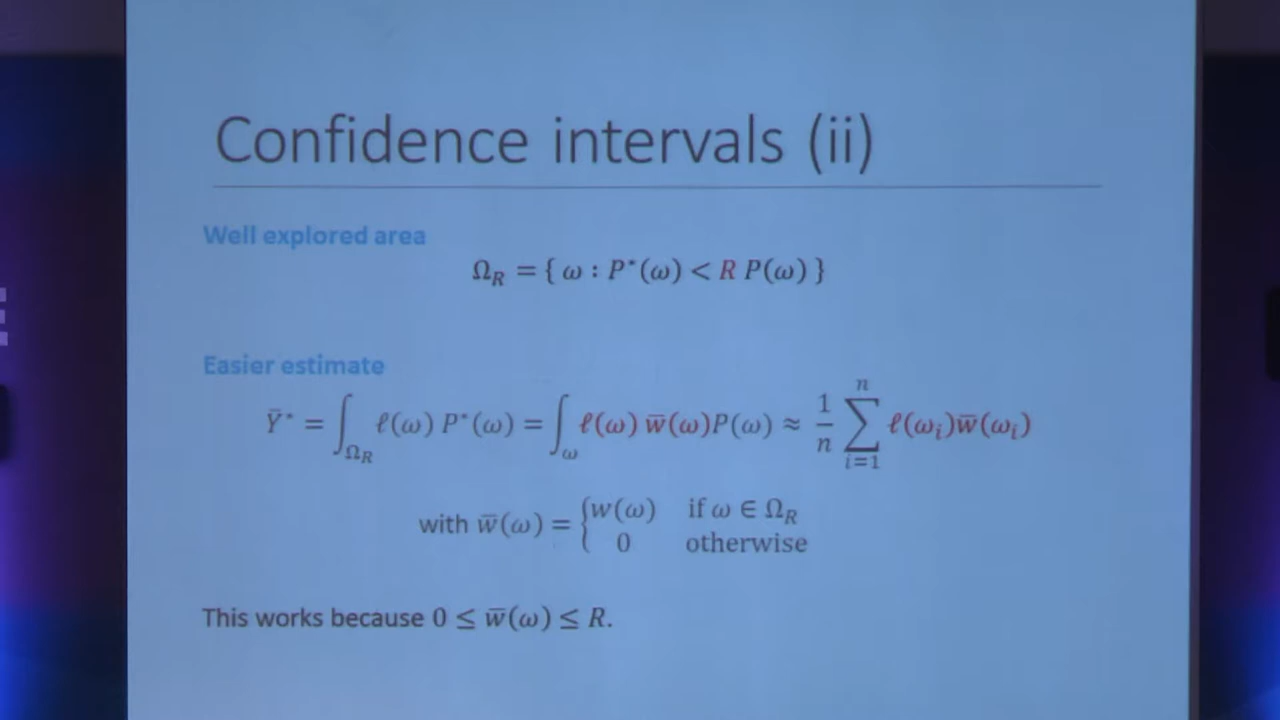 Confidence intervals (ii)
Well explored area
Ω_R = { ω : P*(ω) < R P(ω) }
Easier estimate
Ȳ* = ∫_{Ω_R} ℓ(ω) P*(ω) = ∫_ω ℓ(ω) w̄(ω)P(ω) ≈ 1/n ∑_{i=1}^{n} ℓ(ω_i)w̄(ω_i)
with w̄(ω) = { w(ω) if ω ∈ Ω_R
0 otherwise
This works because 0 ≤ w̄(ω) ≤ R.